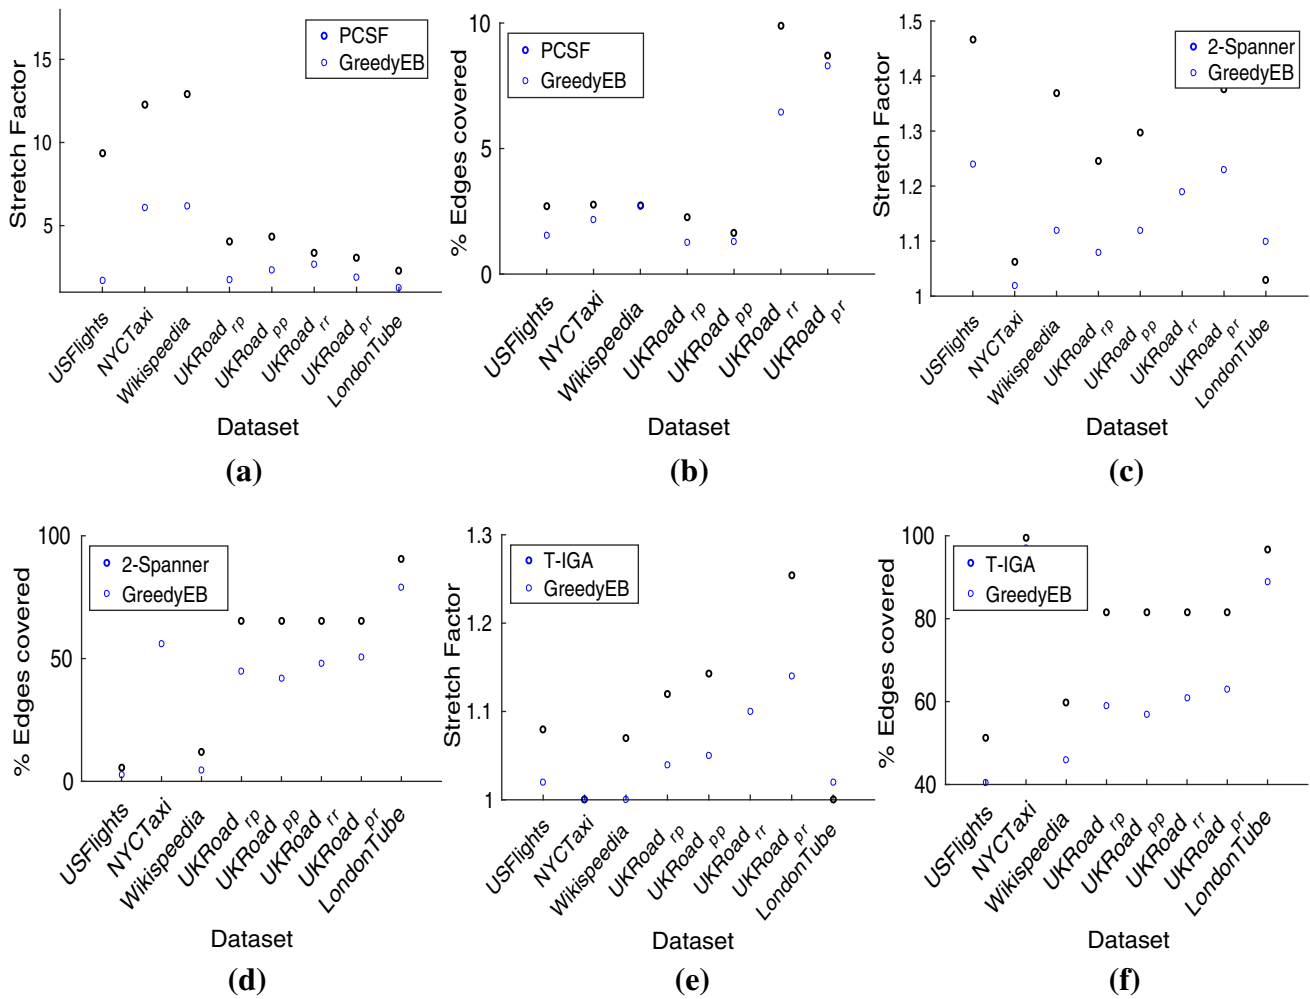 Stretch Factor
15
10
5
PCSF
GreedyEB
USFlights
NYCTaxi
Wikispeedia
UKRoad rp
UKRoad pp
UKRoad rr
UKRoad pr
LondonTube
Dataset
(a)
% Edges covered
10
5
0
PCSF
GreedyEB
USFlights
NYCTaxi
Wikispeedia
UKRoad rp
UKRoad pp
UKRoad rr
UKRoad pr
Dataset
(b)
Stretch Factor
1.5
1.4
1.3
1.2
1.1
1
2-Spanner
GreedyEB
USFlights
NYCTaxi
Wikispeedia
UKRoad rp
UKRoad pp
UKRoad rr
UKRoad pr
LondonTube
Dataset
(c)
% Edges covered
100
50
0
2-Spanner
GreedyEB
USFlights
NYCTaxi
Wikispeedia
UKRoad rp
UKRoad pp
UKRoad rr
UKRoad pr
LondonTube
Dataset
(d)
Stretch Factor
1.3
1.2
1.1
1
T-IGA
GreedyEB
USFlights
NYCTaxi
Wikispeedia
UKRoad rp
UKRoad pp
UKRoad rr
UKRoad pr
LondonTube
Dataset
(e)
% Edges covered
100
80
60
40
T-IGA
GreedyEB
USFlights
NYCTaxi
Wikispeedia
UKRoad rp
UKRoad pp
UKRoad rr
UKRoad pr
LondonTube
Dataset
(f)